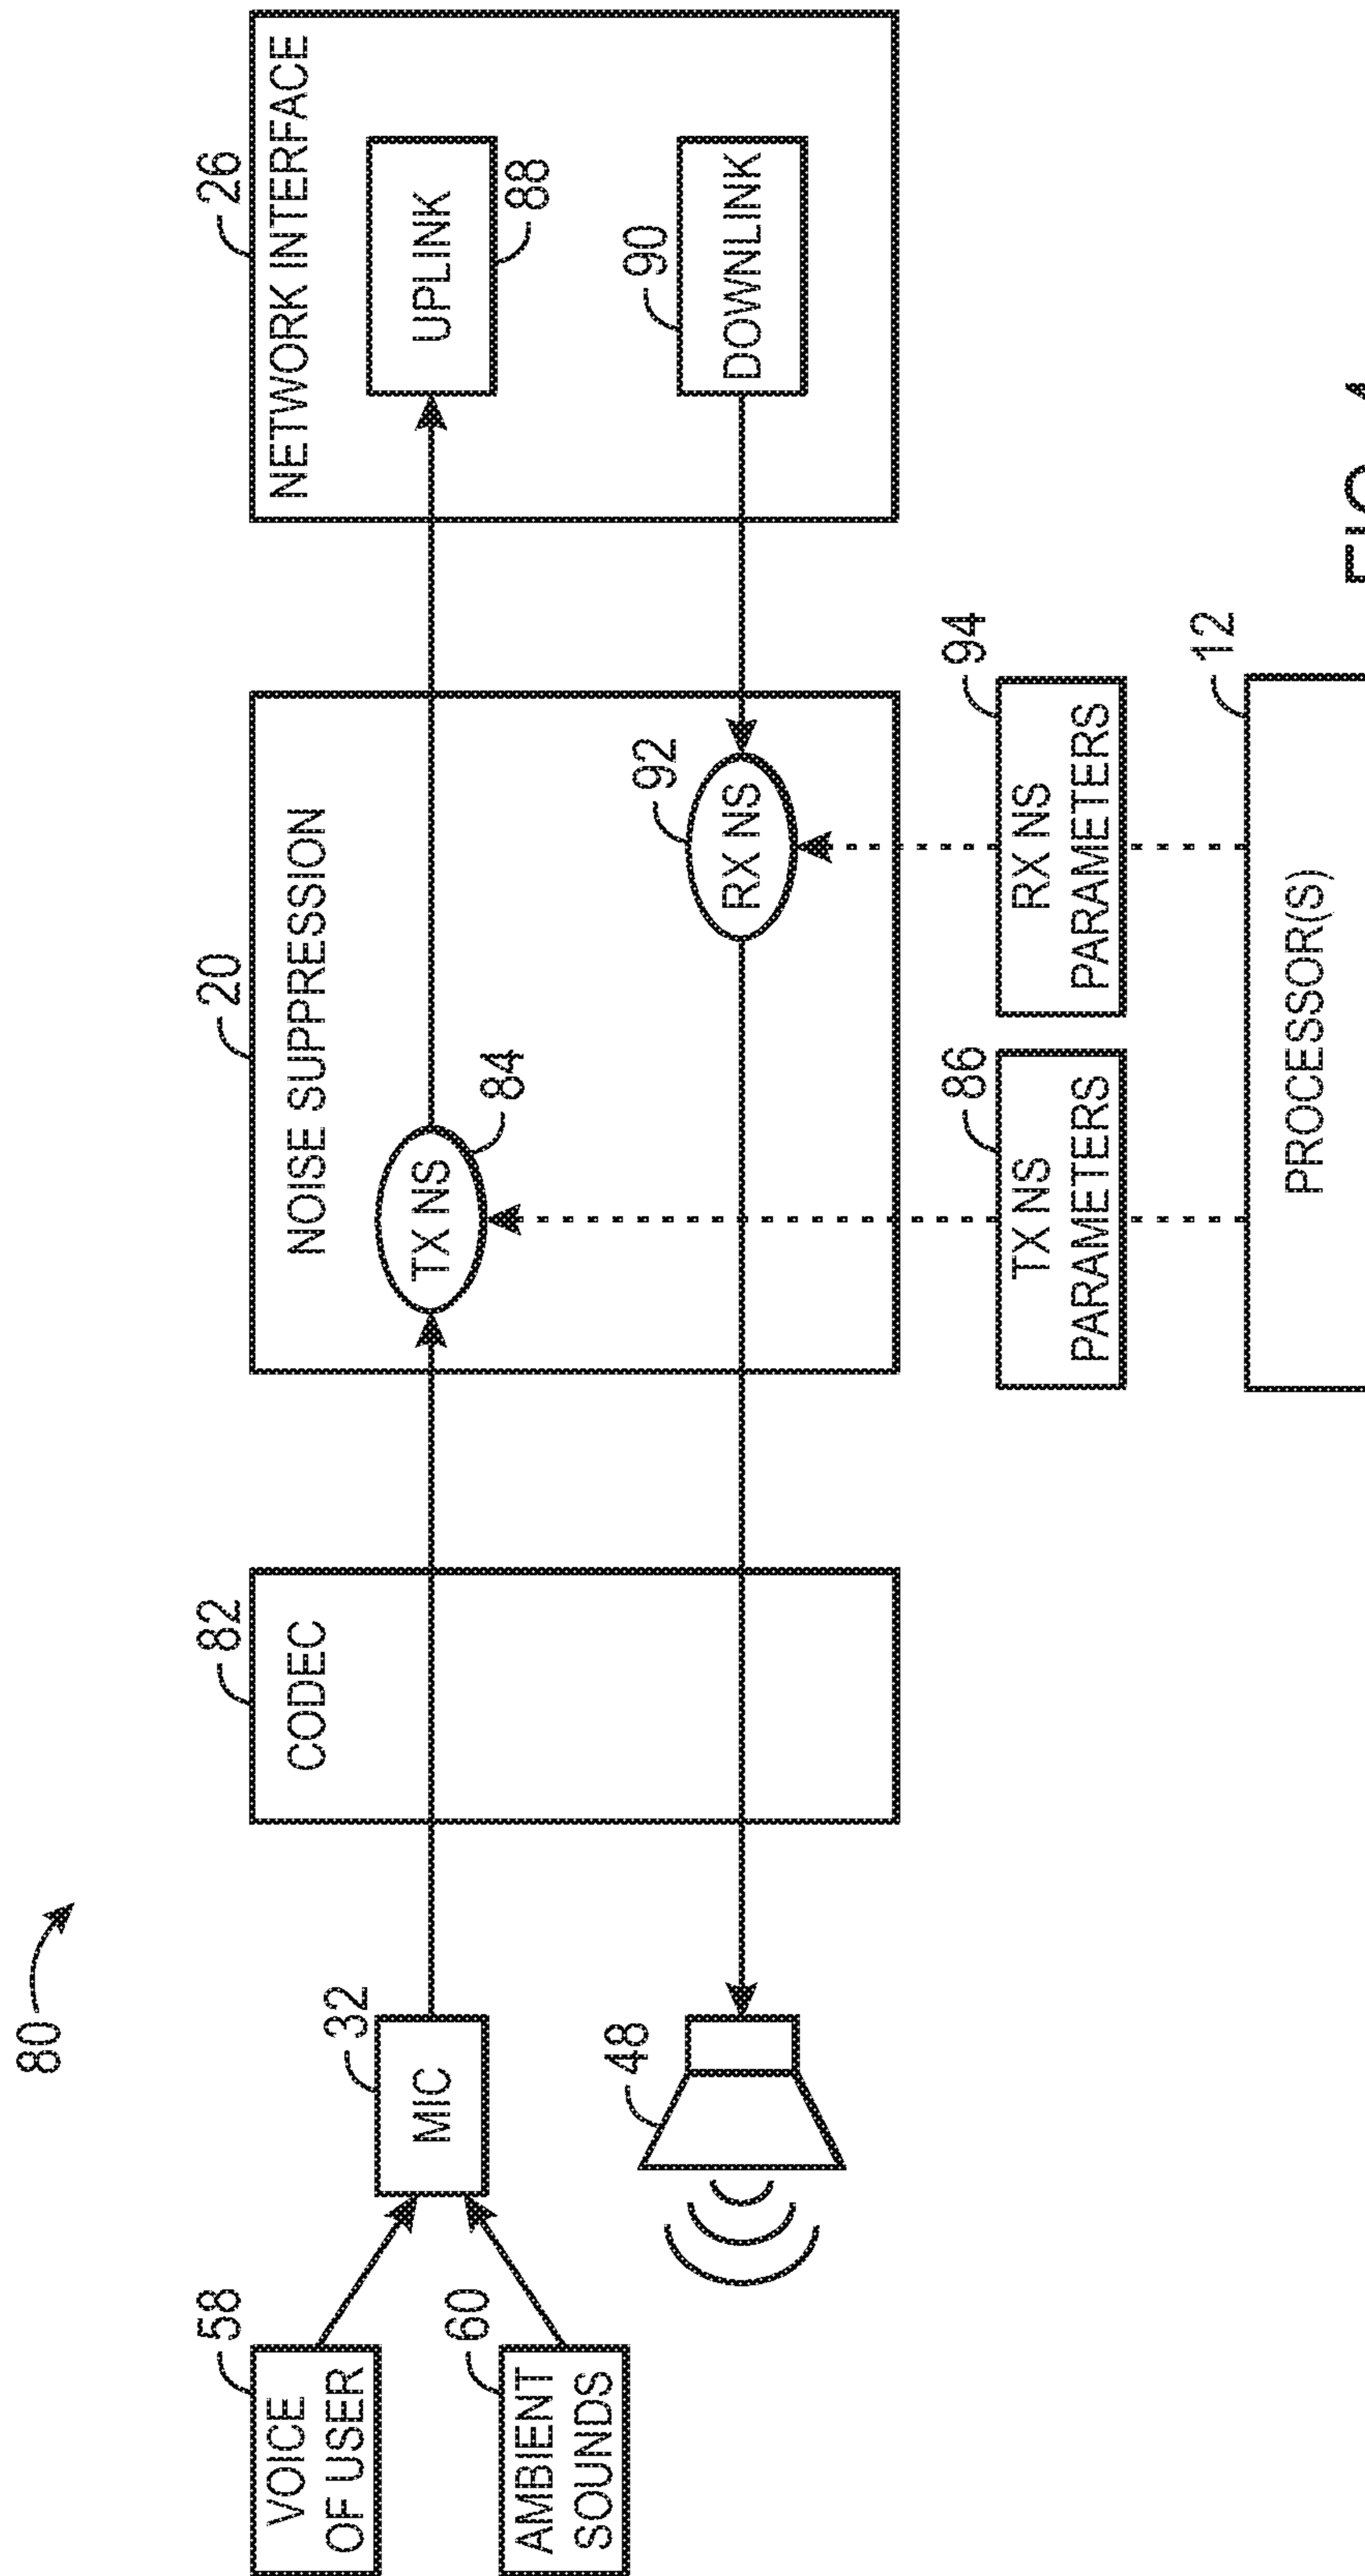 80
58
VOICE
OF USER
60
AMBIENT
SOUNDS
32
MIC
48
82
CODEC
20
NOISE SUPPRESSION
TX NS
84
92
RX NS
26
NETWORK INTERFACE
UPLINK
88
90
DOWNLINK
86
TX NS
PARAMETERS
94
RX NS
PARAMETERS
12
PROCESSOR(S)